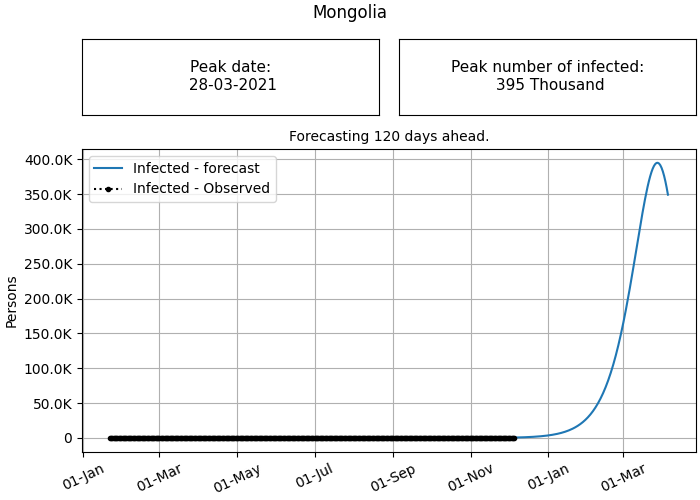 Mongolia
Peak date:
28-03-2021
Peak number of infected:
395 Thousand
Forecasting 120 days ahead.
Infected - forecast
Infected - Observed
Persons
400.0K
350.0K
300.0K
250.0K
200.0K
150.0K
100.0K
50.0K
0
01-Jan
01-Mar
01-May
01-Jul
01-Sep
01-Nov
01-Jan
01-Mar